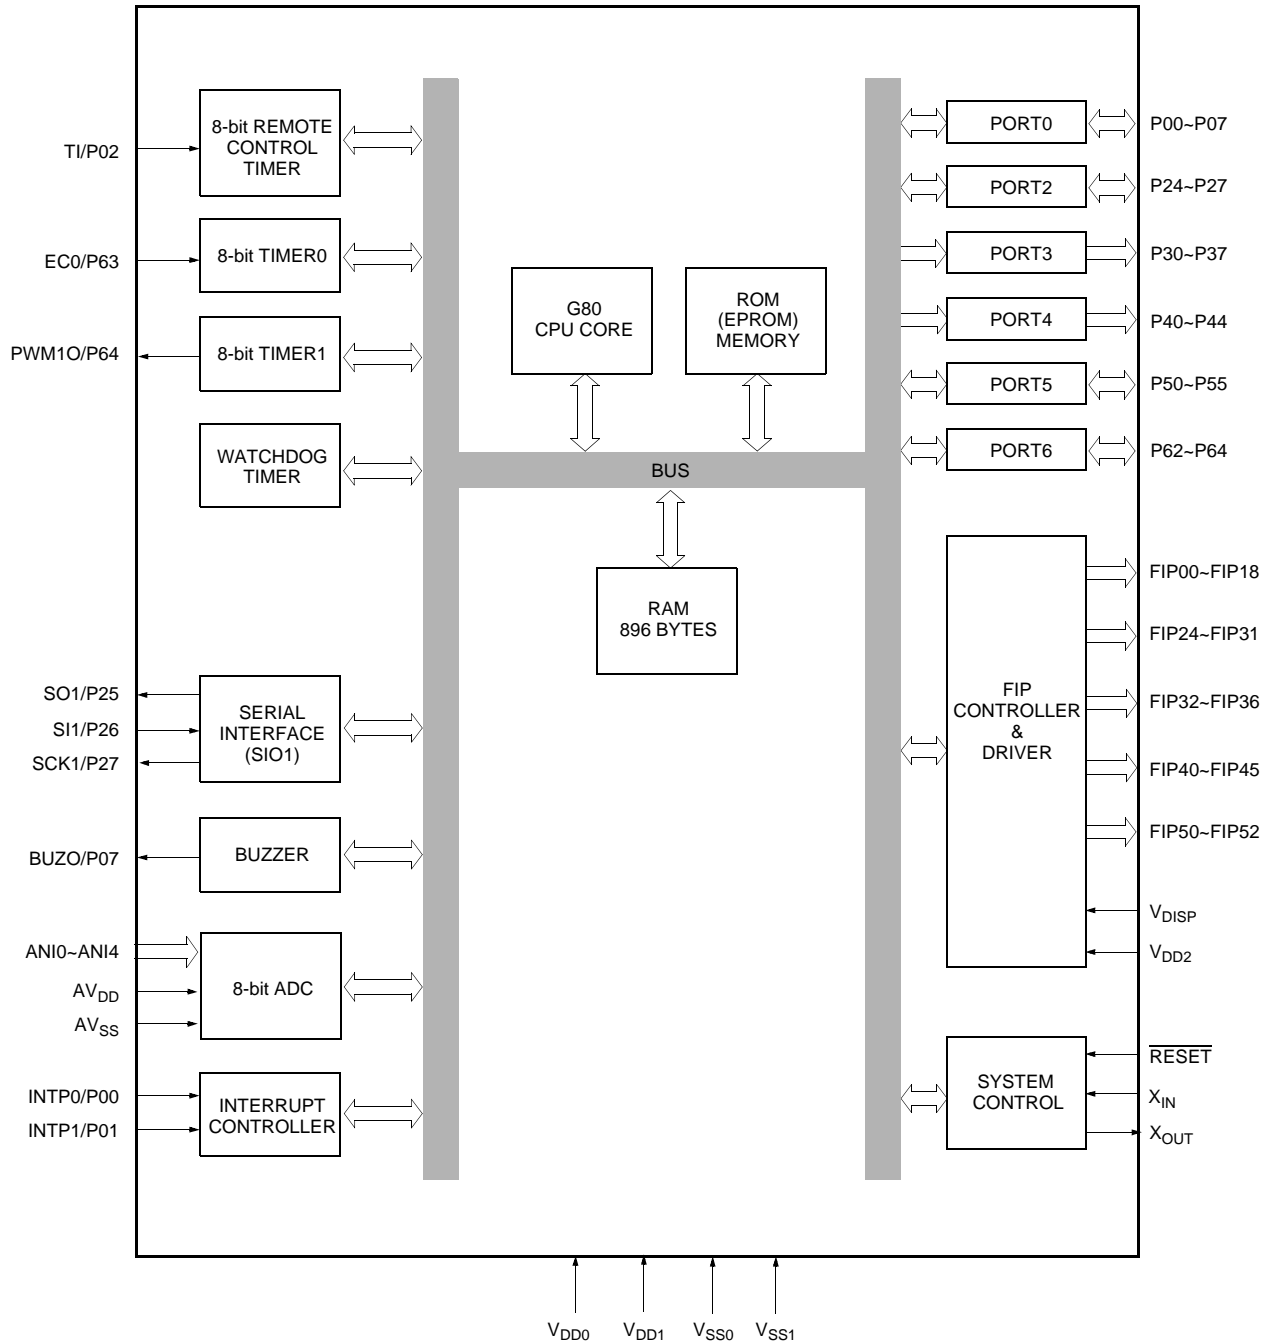 TI/P02
8-bit REMOTE
CONTROL
TIMER
EC0/P63
8-bit TIMER0
PWM1O/P64
8-bit TIMER1
WATCHDOG
TIMER
SO1/P25
SI1/P26
SCK1/P27
SERIAL
INTERFACE
(SIO1)
BUZO/P07
BUZZER
ANI0~ANI4
AVDD
AVSS
8-bit ADC
INTP0/P00
INTP1/P01
INTERRUPT
CONTROLLER
G80
CPU CORE
ROM
(EPROM)
MEMORY
BUS
RAM
896 BYTES
PORT0
P00~P07
PORT2
P24~P27
PORT3
P30~P37
PORT4
P40~P44
PORT5
P50~P55
PORT6
P62~P64
FIP
CONTROLLER
&
DRIVER
FIP00~FIP18
FIP24~FIP31
FIP32~FIP36
FIP40~FIP45
FIP50~FIP52
VDISP
VDD2
SYSTEM
CONTROL
RESET
XIN
XOUT
VDD0
VDD1
VSS0
VSS1